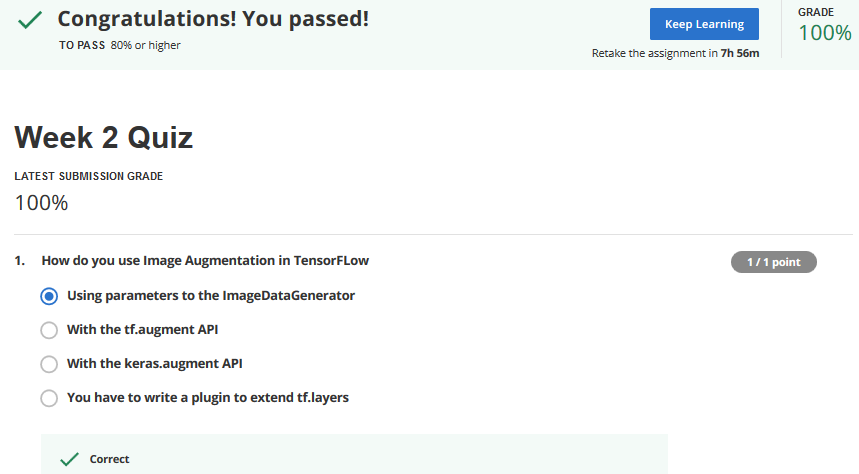 Congratulations! You passed!
TO PASS 80% or higher
Keep Learning
Retake the assignment in 7h 56m
GRADE
100%
Week 2 Quiz
LATEST SUBMISSION GRADE
100%
1. How do you use Image Augmentation in TensorFLow
1 / 1 point
Using parameters to the ImageDataGenerator
With the tf.augment API
With the keras.augment API
You have to write a plugin to extend tf.layers
Correct